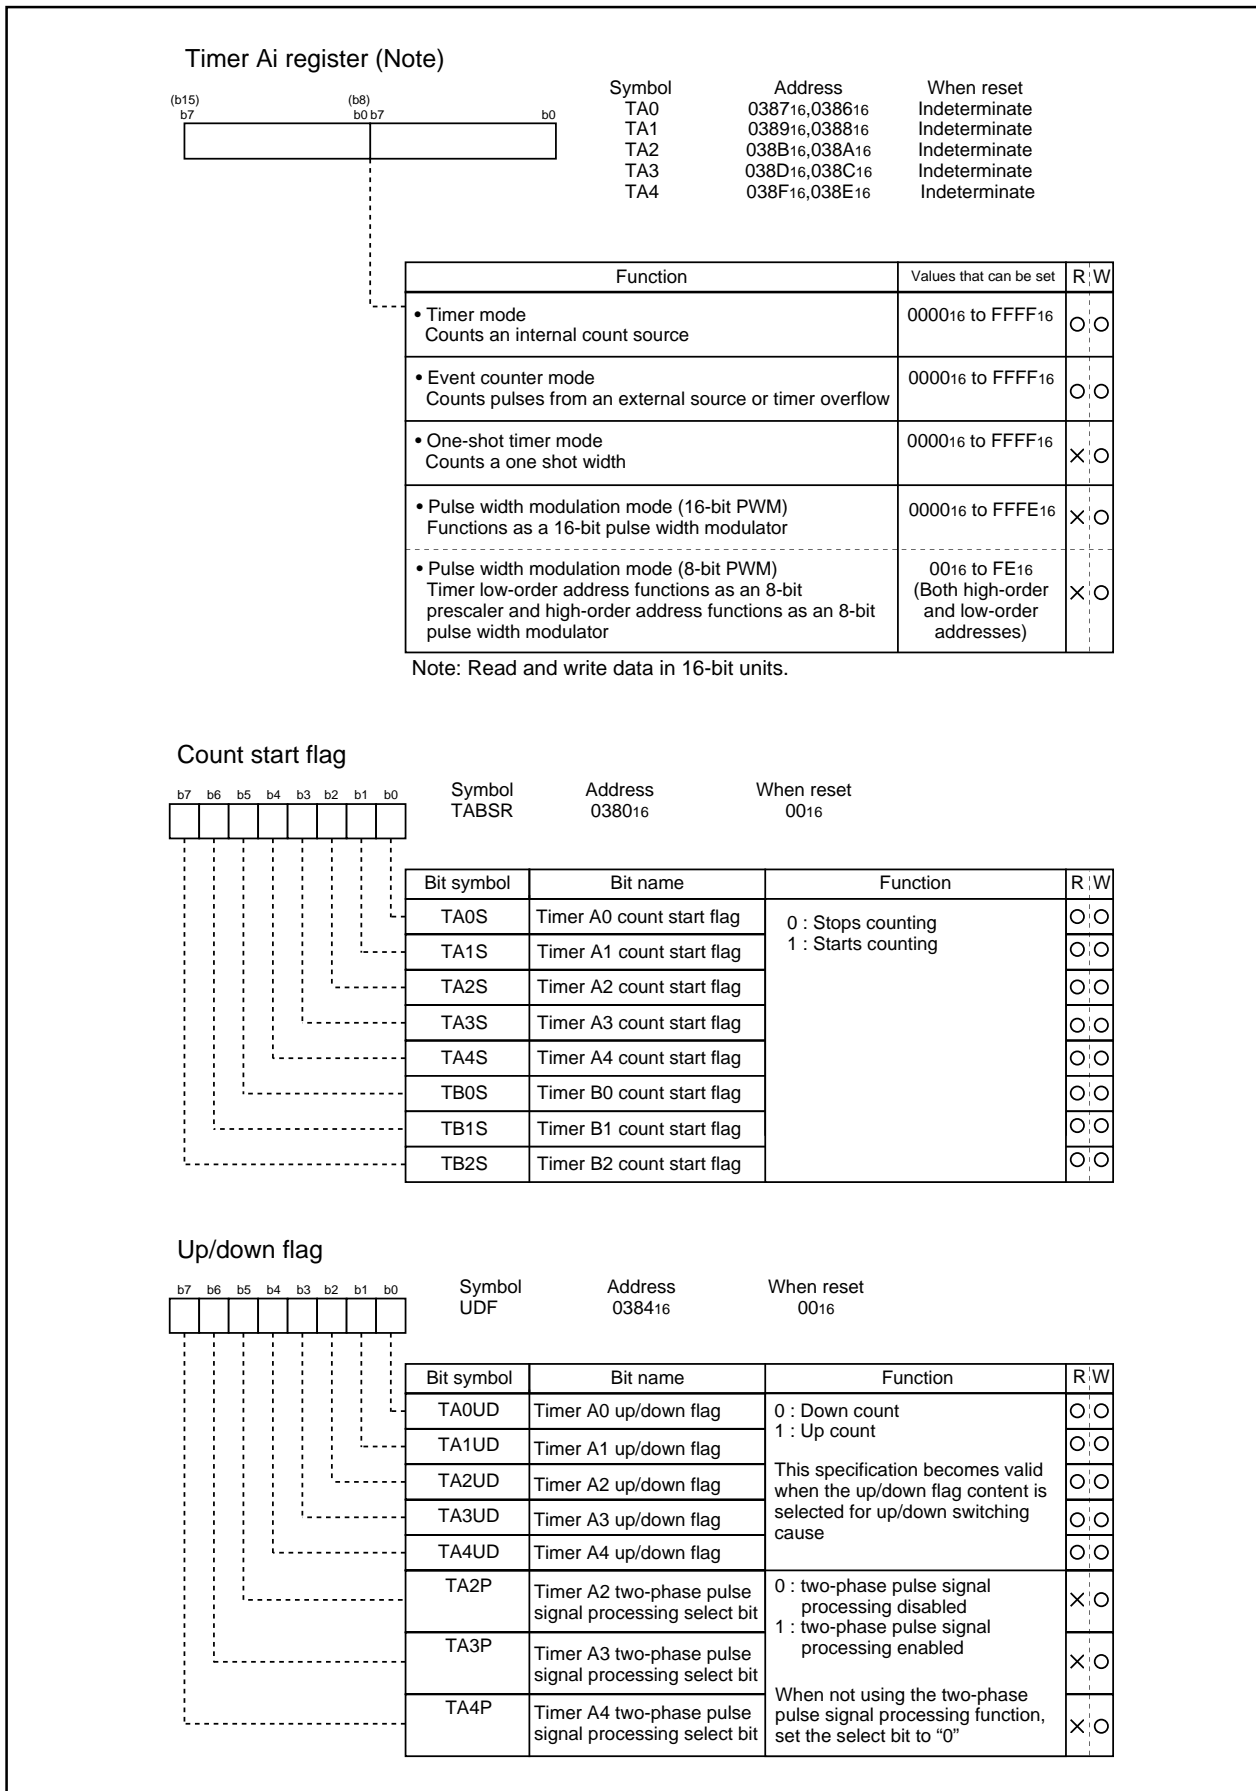 Timer Ai register (Note)
Symbol Address When reset
(b15) (b8)
b7 b0 b7 b0
TA0 038716,038616 Indeterminate
TA1 038916,038816 Indeterminate
TA2 038B16,038A16 Indeterminate
TA3 038D16,038C16 Indeterminate
TA4 038F16,038E16 Indeterminate
Function Values that can be set R W
• Timer mode 000016 to FFFF16
Counts an internal count source
• Event counter mode 000016 to FFFF16
Counts pulses from an external source or timer overflow
• One-shot timer mode 000016 to FFFF16
Counts a one shot width
• Pulse width modulation mode (16-bit PWM) 000016 to FFFE16
Functions as a 16-bit pulse width modulator
• Pulse width modulation mode (8-bit PWM) 0016 to FE16
Timer low-order address functions as an 8-bit (Both high-order
prescaler and high-order address functions as an 8-bit and low-order
pulse width modulator addresses)
Note: Read and write data in 16-bit units.
Count start flag
b7 b6 b5 b4 b3 b2 b1 b0 Symbol Address When reset
TABSR 038016 0016
Bit symbol Bit name Function R W
TA0S Timer A0 count start flag 0 : Stops counting
TA1S Timer A1 count start flag 1 : Starts counting
TA2S Timer A2 count start flag
TA3S Timer A3 count start flag
TA4S Timer A4 count start flag
TB0S Timer B0 count start flag
TB1S Timer B1 count start flag
TB2S Timer B2 count start flag
Up/down flag
b7 b6 b5 b4 b3 b2 b1 b0 Symbol Address When reset
UDF 038416 0016
Bit symbol Bit name Function R W
TA0UD Timer A0 up/down flag 0 : Down count
1 : Up count
TA1UD Timer A1 up/down flag
This specification becomes valid
TA2UD Timer A2 up/down flag when the up/down flag content is
TA3UD Timer A3 up/down flag selected for up/down switching
cause
TA4UD Timer A4 up/down flag
TA2P Timer A2 two-phase pulse 0 : two-phase pulse signal
signal processing select bit processing disabled
1 : two-phase pulse signal
TA3P Timer A3 two-phase pulse processing enabled
signal processing select bit
When not using the two-phase
TA4P Timer A4 two-phase pulse pulse signal processing function,
signal processing select bit set the select bit to “0”